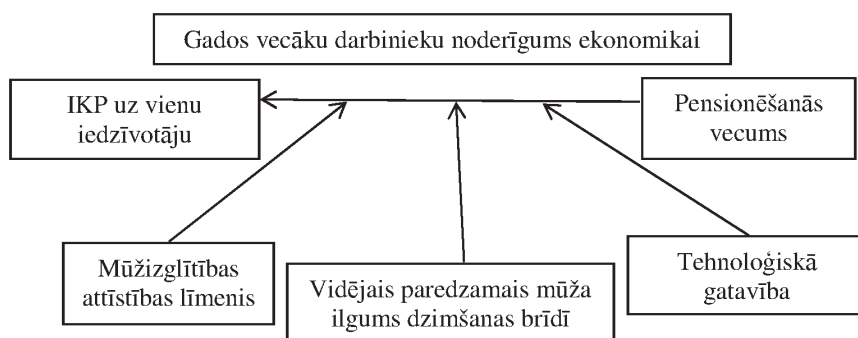 Gados vecāku darbinieku noderīgums ekonomikai
IKP uz vienu
iedzīvotāju
Pensionēšanās
vecums
Mūžizglītības
attīstības līmenis
Vidējais paredzamais mūža
ilgums dzimšanas brīdī
Tehnoloģiskā
gatavība